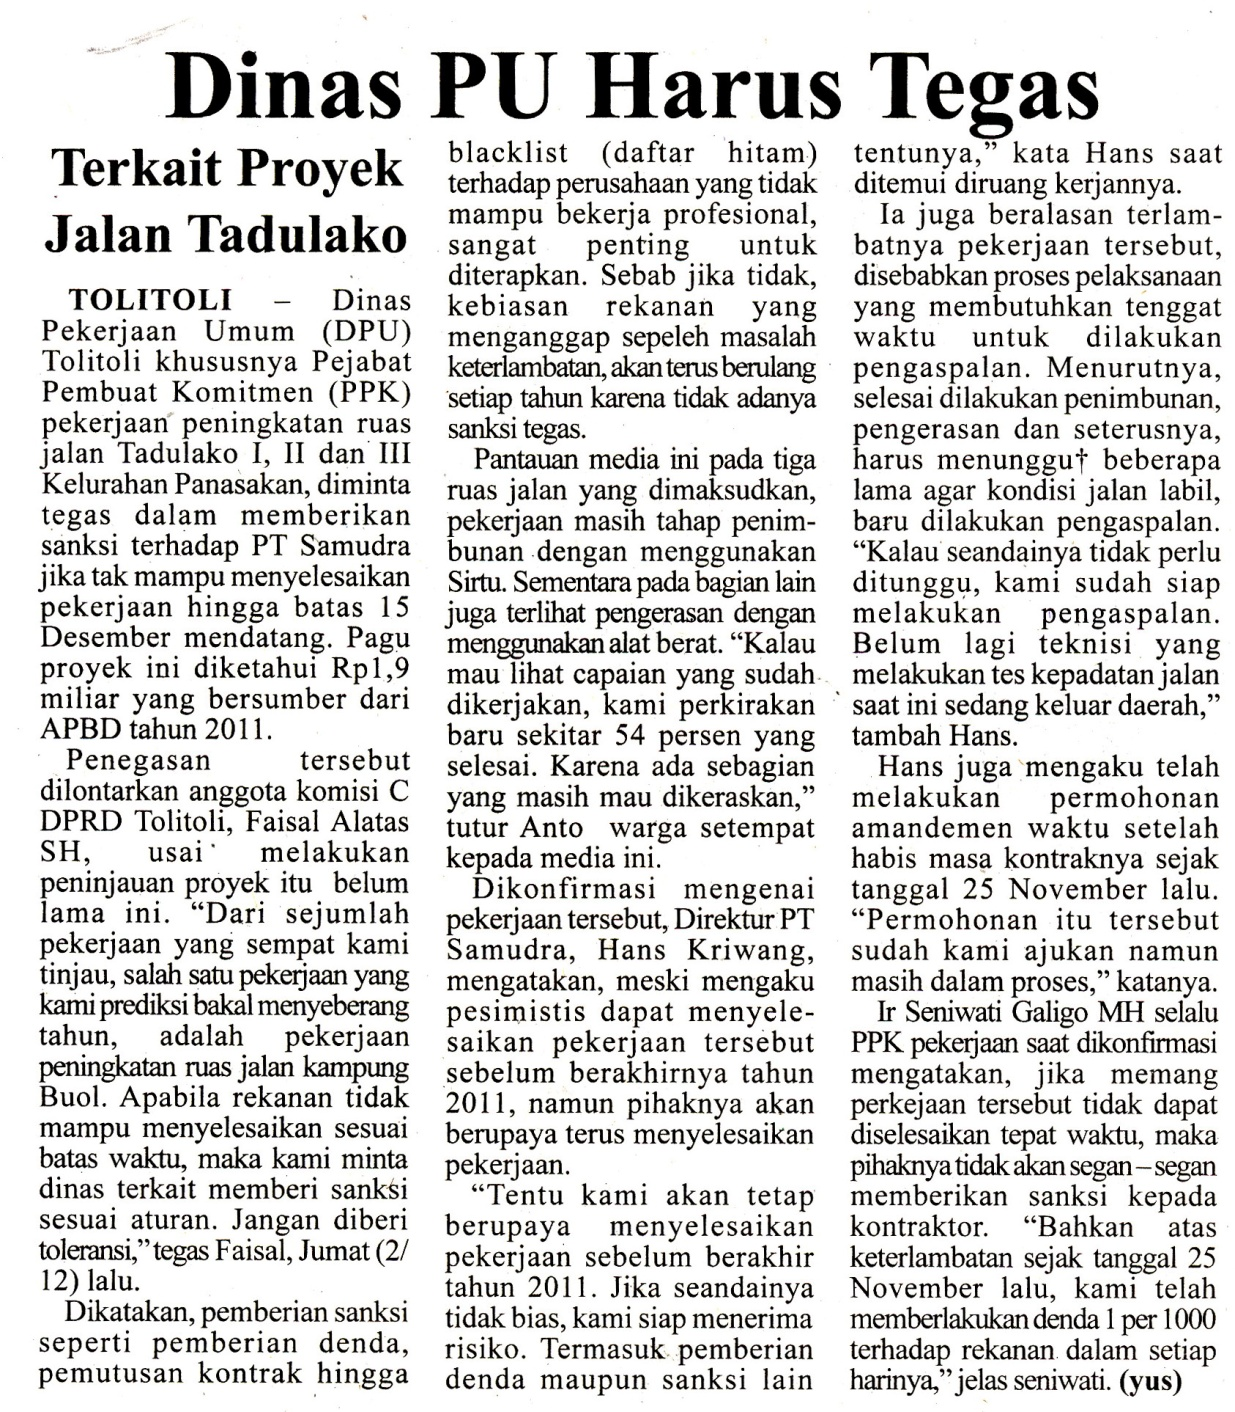 Dinas PU Harus Tegas
Terkait Proyek
Jalan Tadulako
TOLITOLI – Dinas
Pekerjaan Umum (DPU)
Tolitoli khususnya Pejabat
Pembuat Komitmen (PPK)
pekerjaan peningkatan ruas
jalan Tadulako I, II dan III
Kelurahan Panasakan, diminta
tegas dalam memberikan
sanksi terhadap PT Samudra
jika tak mampu menyelesaikan
pekerjaan hingga batas 15
Desember mendatang. Pagu
proyek ini diketahui Rp1,9
miliar yang bersumber dari
APBD tahun 2011.
Penegasan tersebut
dilontarkan anggota komisi C
DPRD Tolitoli, Faisal Alatas
SH, usai melakukan
peninjauan proyek itu belum
lama ini. “Dari sejumlah
pekerjaan yang sempat kami
tinjau, salah satu pekerjaan yang
kami prediksi bakal menyeberang
tahun, adalah pekerjaan
peningkatan ruas jalan kampung
Buol. Apabila rekanan tidak
mampu menyelesaikan sesuai
batas waktu, maka kami minta
dinas terkait memberi sanksi
sesuai aturan. Jangan diberi
toleransi,” tegas Faisal, Jumat (2/
12) lalu.
Dikatakan, pemberian sanksi
seperti pemberian denda,
pemutusan kontrak hingga
blacklist (daftar hitam)
terhadap perusahaan yang tidak
mampu bekerja profesional,
sangat penting untuk
diterapkan. Sebab jika tidak,
kebiasan rekanan yang
menganggap sepeleh masalah
keterlambatan, akan terus berulang
setiap tahun karena tidak adanya
sanksi tegas.
Pantauan media ini pada tiga
ruas jalan yang dimaksudkan,
pekerjaan masih tahap penim-
bunan dengan menggunakan
Sirtu. Sementara pada bagian lain
juga terlihat pengerasan dengan
menggunakan alat berat. “Kalau
mau lihat capaian yang sudah
dikerjakan, kami perkirakan
baru sekitar 54 persen yang
selesai. Karena ada sebagian
yang masih mau dikeraskan,”
tutur Anto warga setempat
kepada media ini.
Dikonfirmasi mengenai
pekerjaan tersebut, Direktur PT
Samudra, Hans Kriwang,
mengatakan, meski mengaku
pesimistis dapat menyele-
saikan pekerjaan tersebut
sebelum berakhirnya tahun
2011, namun pihaknya akan
berupaya terus menyelesaikan
pekerjaan.
“Tentu kami akan tetap
berupaya menyelesaikan
pekerjaan sebelum berakhir
tahun 2011. Jika seandainya
tidak bias, kami siap menerima
risiko. Termasuk pemberian
denda maupun sanksi lain
tentunya,” kata Hans saat
ditemui diruang kerjannya.
Ia juga beralasan terlam-
batnya pekerjaan tersebut,
disebabkan proses pelaksanaan
yang membutuhkan tenggat
waktu untuk dilakukan
pengaspalan. Menurutnya,
selesai dilakukan penimbunan,
pengerasan dan seterusnya,
harus menunggu† beberapa
lama agar kondisi jalan labil,
baru dilakukan pengaspalan.
“Kalau seandainya tidak perlu
ditunggu, kami sudah siap
melakukan pengaspalan.
Belum lagi teknisi yang
melakukan tes kepadatan jalan
saat ini sedang keluar daerah,”
tambah Hans.
Hans juga mengaku telah
melakukan permohonan
amandemen waktu setelah
habis masa kontraknya sejak
tanggal 25 November lalu.
“Permohonan itu tersebut
sudah kami ajukan namun
masih dalam proses,” katanya.
Ir Seniwati Galigo MH selalu
PPK pekerjaan saat dikonfirmasi
mengatakan, jika memang
perkejaan tersebut tidak dapat
diselesaikan tepat waktu, maka
pihaknya tidak akan segan–segan
memberikan sanksi kepada
kontraktor. “Bahkan atas
keterlambatan sejak tanggal 25
November lalu, kami telah
memberlakukan denda 1 per 1000
terhadap rekanan dalam setiap
harinya,” jelas seniwati. (yus)